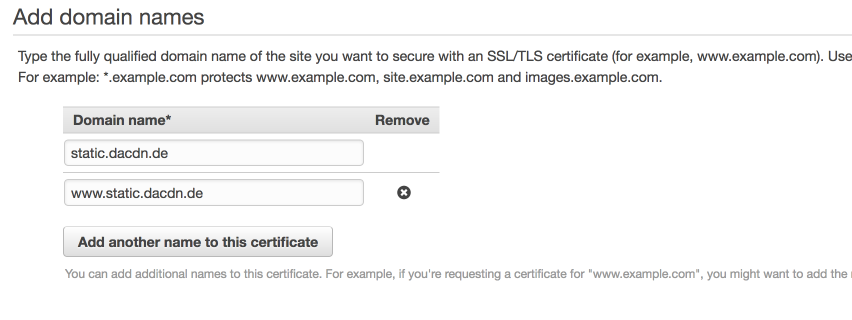 Add domain names
Type the fully qualified domain name of the site you want to secure with an SSL/TLS certificate (for example, www.example.com). Use
For example: *.example.com protects www.example.com, site.example.com and images.example.com.
Domain name* Remove
static.dacdn.de
www.static.dacdn.de
Add another name to this certificate
You can add additional names to this certificate. For example, if you're requesting a certificate for "www.example.com", you might want to add the